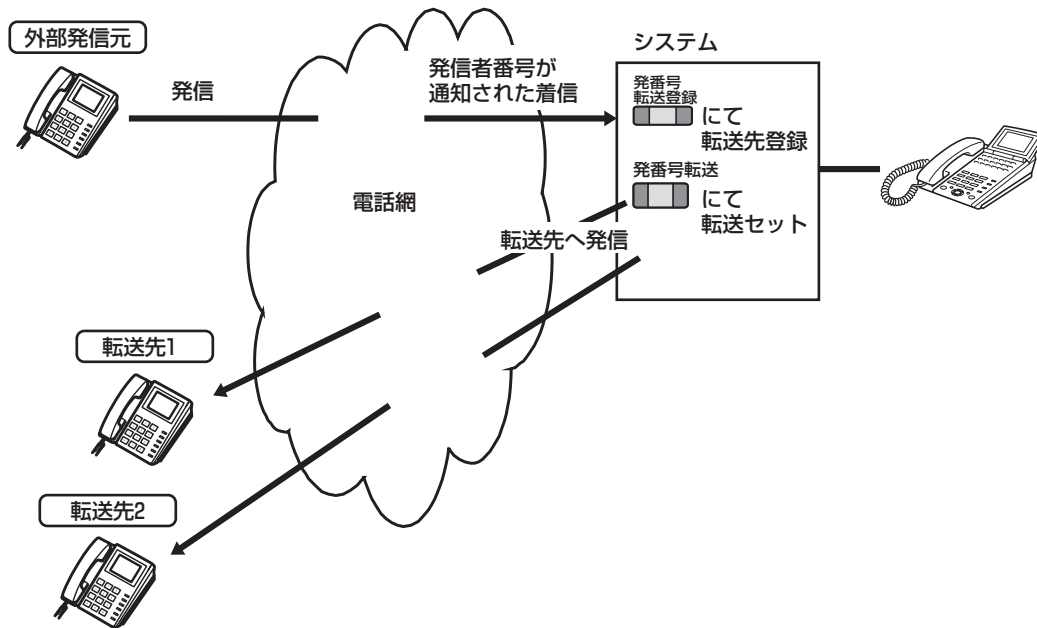 外部発信元
発信
発信者番号が
通知された着信
システム
発番号
転送登録
にて
転送先登録
発番号転送
にて
転送セット
電話網
転送先へ発信
転送先1
転送先2